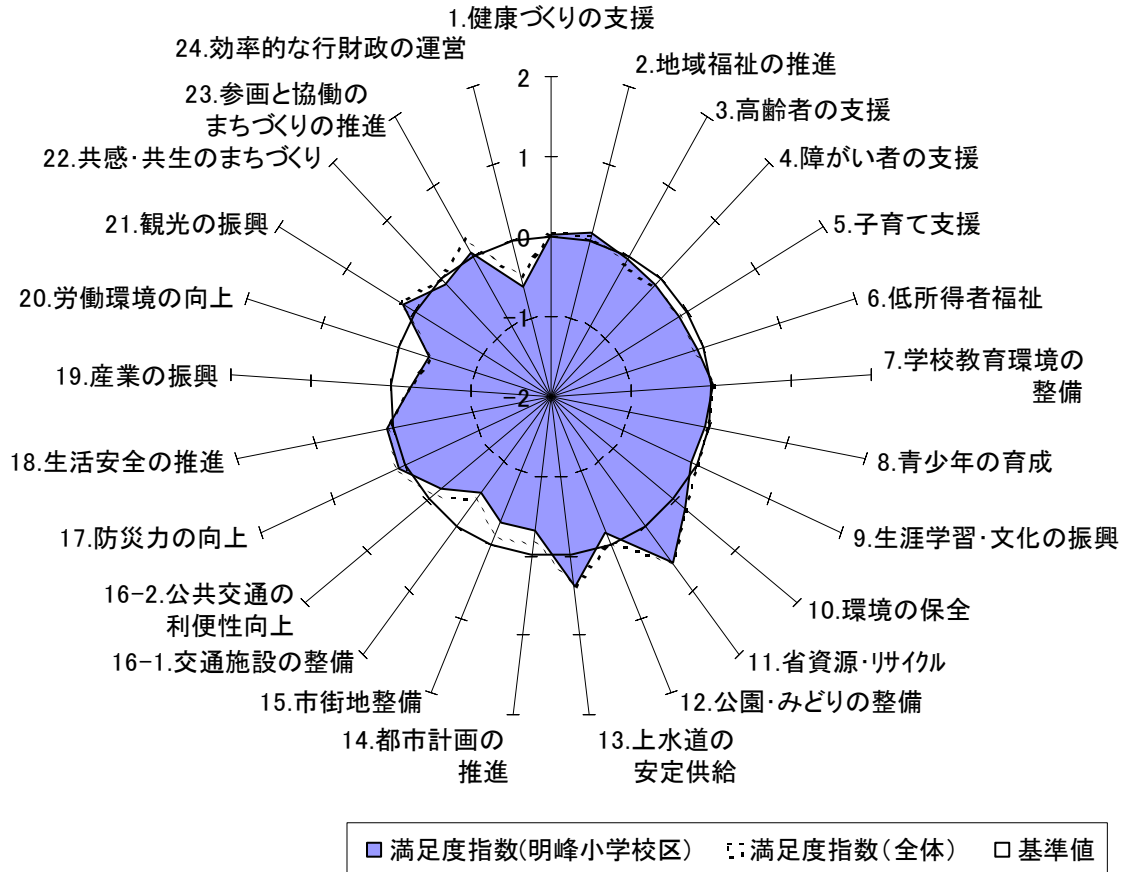 1.健康づくりの支援
2.地域福祉の推進
3.高齢者の支援
4.障がい者の支援
5.子育て支援
6.低所得者福祉
7.学校教育環境の
整備
8.青少年の育成
9.生涯学習・文化の振興
10.環境の保全
11.省資源・リサイクル
12.公園・みどりの整備
13.上水道の
安定供給
14.都市計画の
推進
15.市街地整備
16-1.交通施設の整備
16-2.公共交通の
利便性向上
17.防災力の向上
18.生活安全の推進
19.産業の振興
20.労働環境の向上
21.観光の振興
22.共感・共生のまちづくり
23.参画と協働の
まちづくりの推進
24.効率的な行財政の運営
2
1
0
-1
-2
満足度指数(明峰小学校区) 満足度指数(全体) 基準値